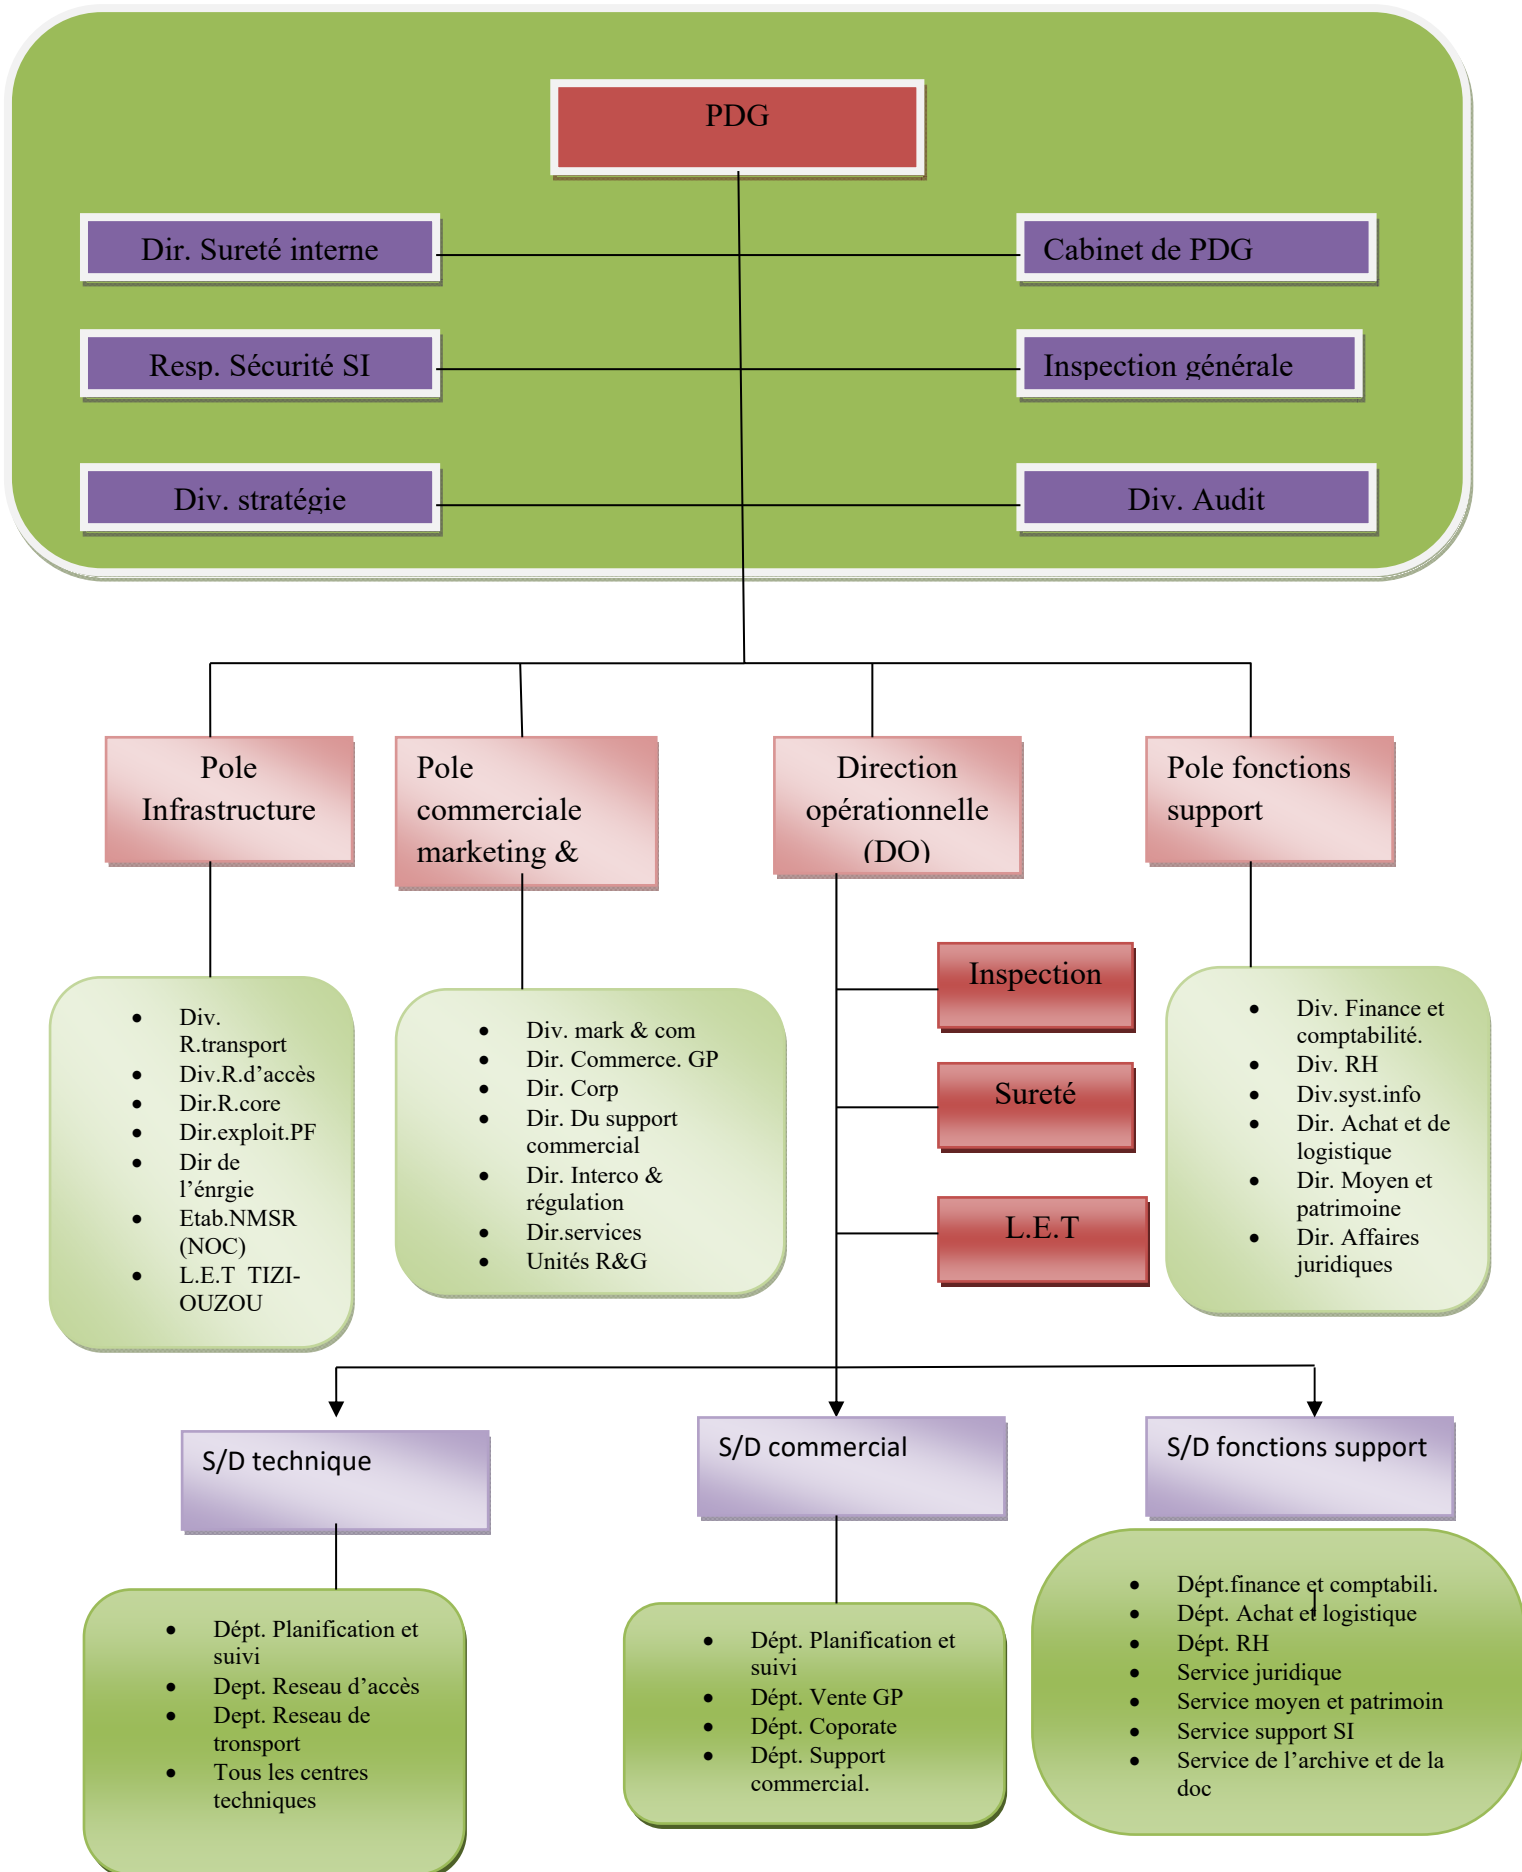 PDG
Dir. Sureté interne
Cabinet de PDG
Resp. Sécurité SI
Inspection générale
Div. stratégie
Div. Audit
Pole
Infrastructure
Pole
commerciale
marketing &
Direction
opérationnelle
(DO)
Pole fonctions
support
Inspection
Sureté
L.E.T
• Div.
R.transport
• Div.R.d’accès
• Dir.R.core
• Dir.exploit.PF
• Dir de
l’énrgie
• Etab.NMSR
(NOC)
• L.E.T TIZI-
OUZOU
• Div. mark & com
• Dir. Commerce. GP
• Dir. Corp
• Dir. Du support
commercial
• Dir. Interco &
régulation
• Dir.services
• Unités R&G
• Div. Finance et
comptabilité.
• Div. RH
• Div.syst.info
• Dir. Achat et de
logistique
• Dir. Moyen et
patrimoine
• Dir. Affaires
juridiques
S/D technique
S/D commercial
S/D fonctions support
• Dépt. Planification et
suivi
• Dept. Reseau d’accès
• Dept. Reseau de
tronsport
• Tous les centres
techniques
• Dépt. Planification et
suivi
• Dépt. Vente GP
• Dépt. Coporate
• Dépt. Support
commercial.
• Dépt.finance et comptabili.
• Dépt. Achat et logistique
• Dépt. RH
• Service juridique
• Service moyen et patrimoin
• Service support SI
• Service de l’archive et de la
doc